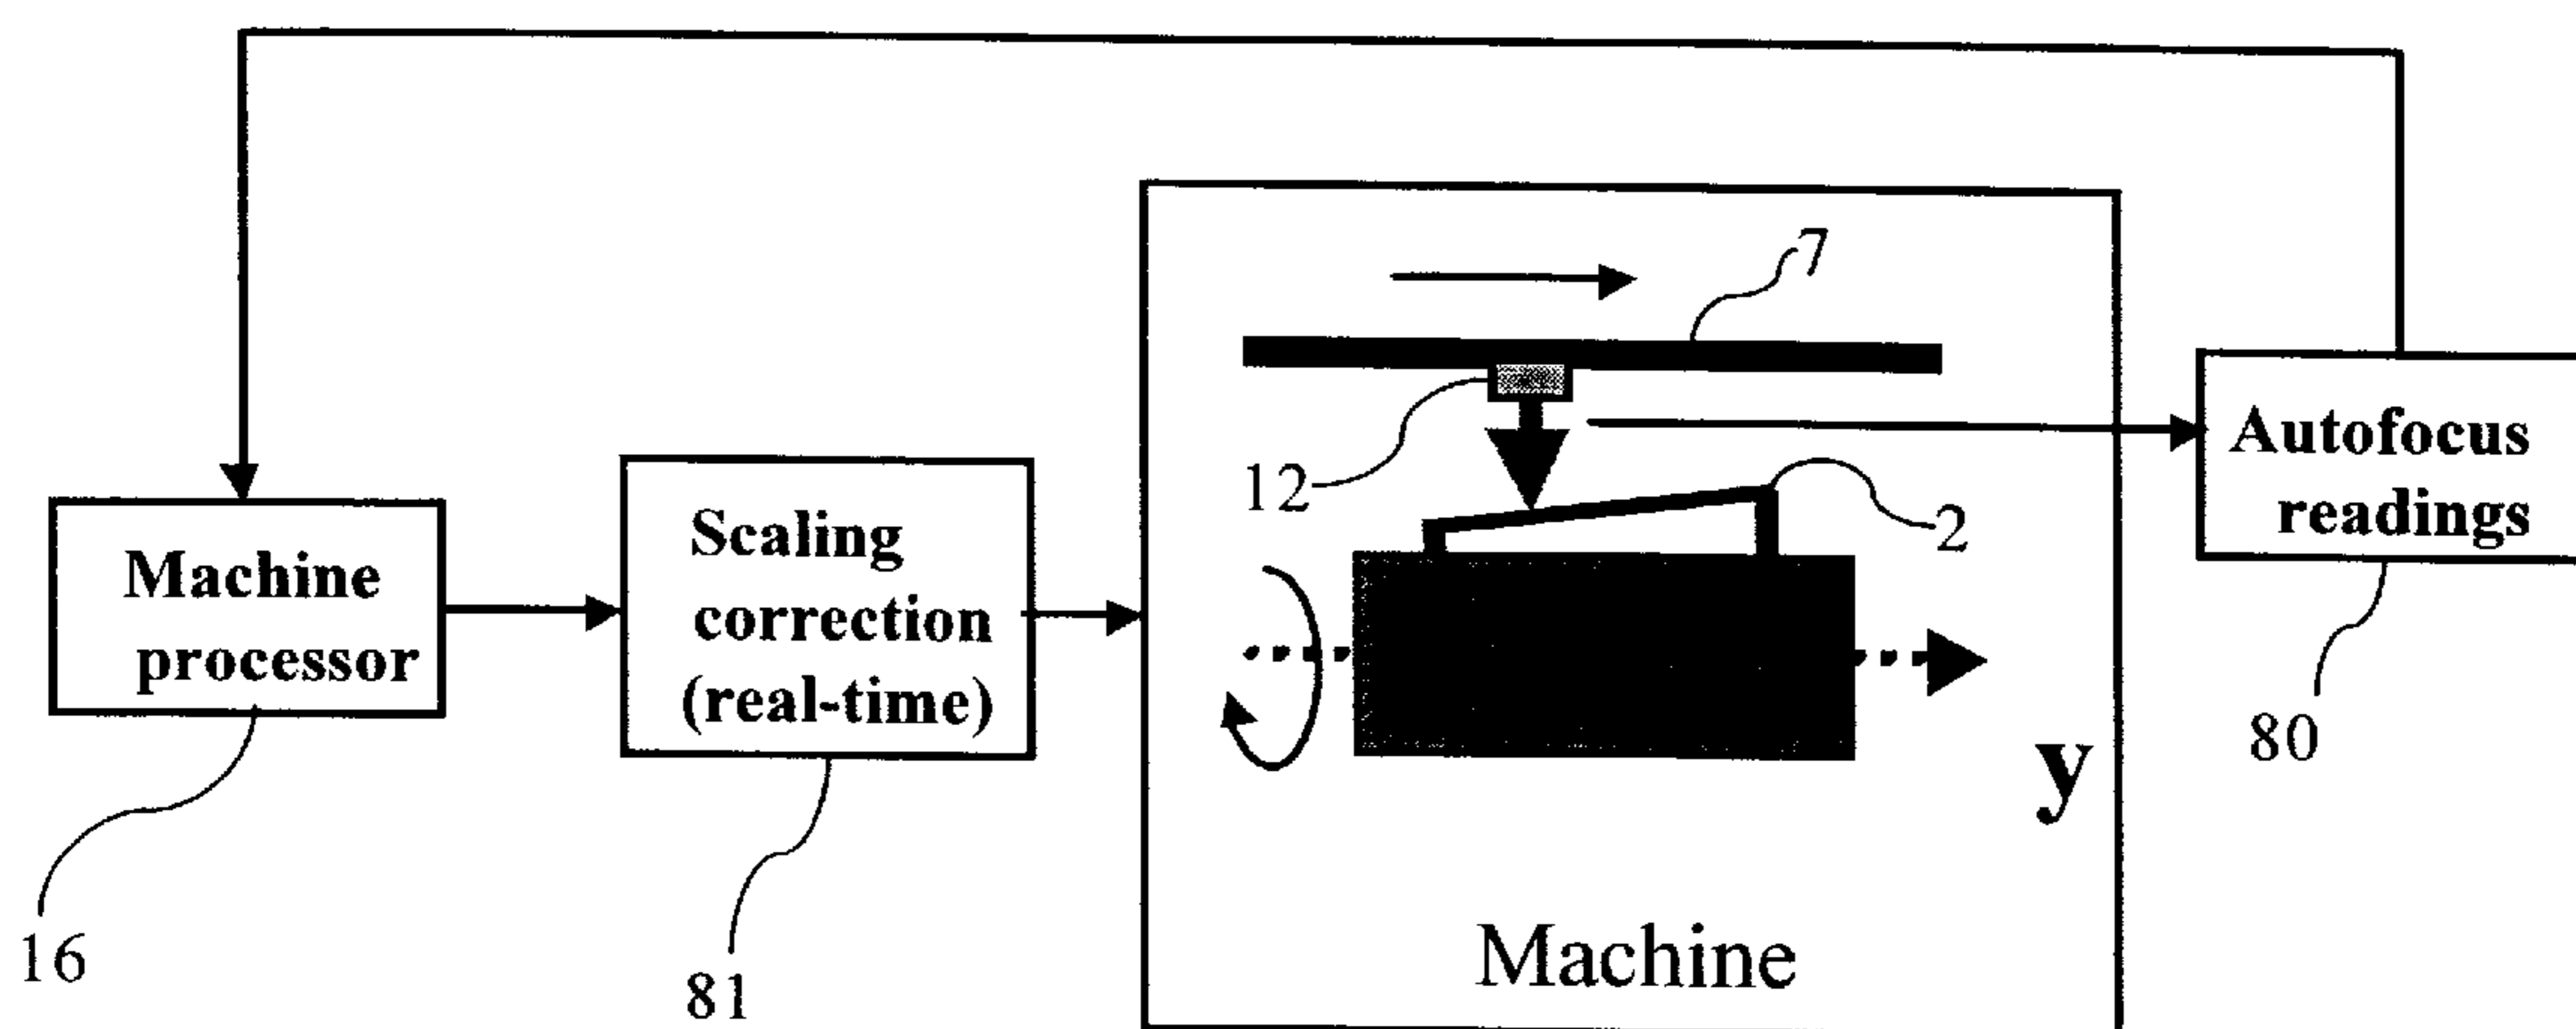 7
12
2
Autofocus
readings
80
Machine
processor
16
Scaling
correction
(real-time)
81
y
Machine